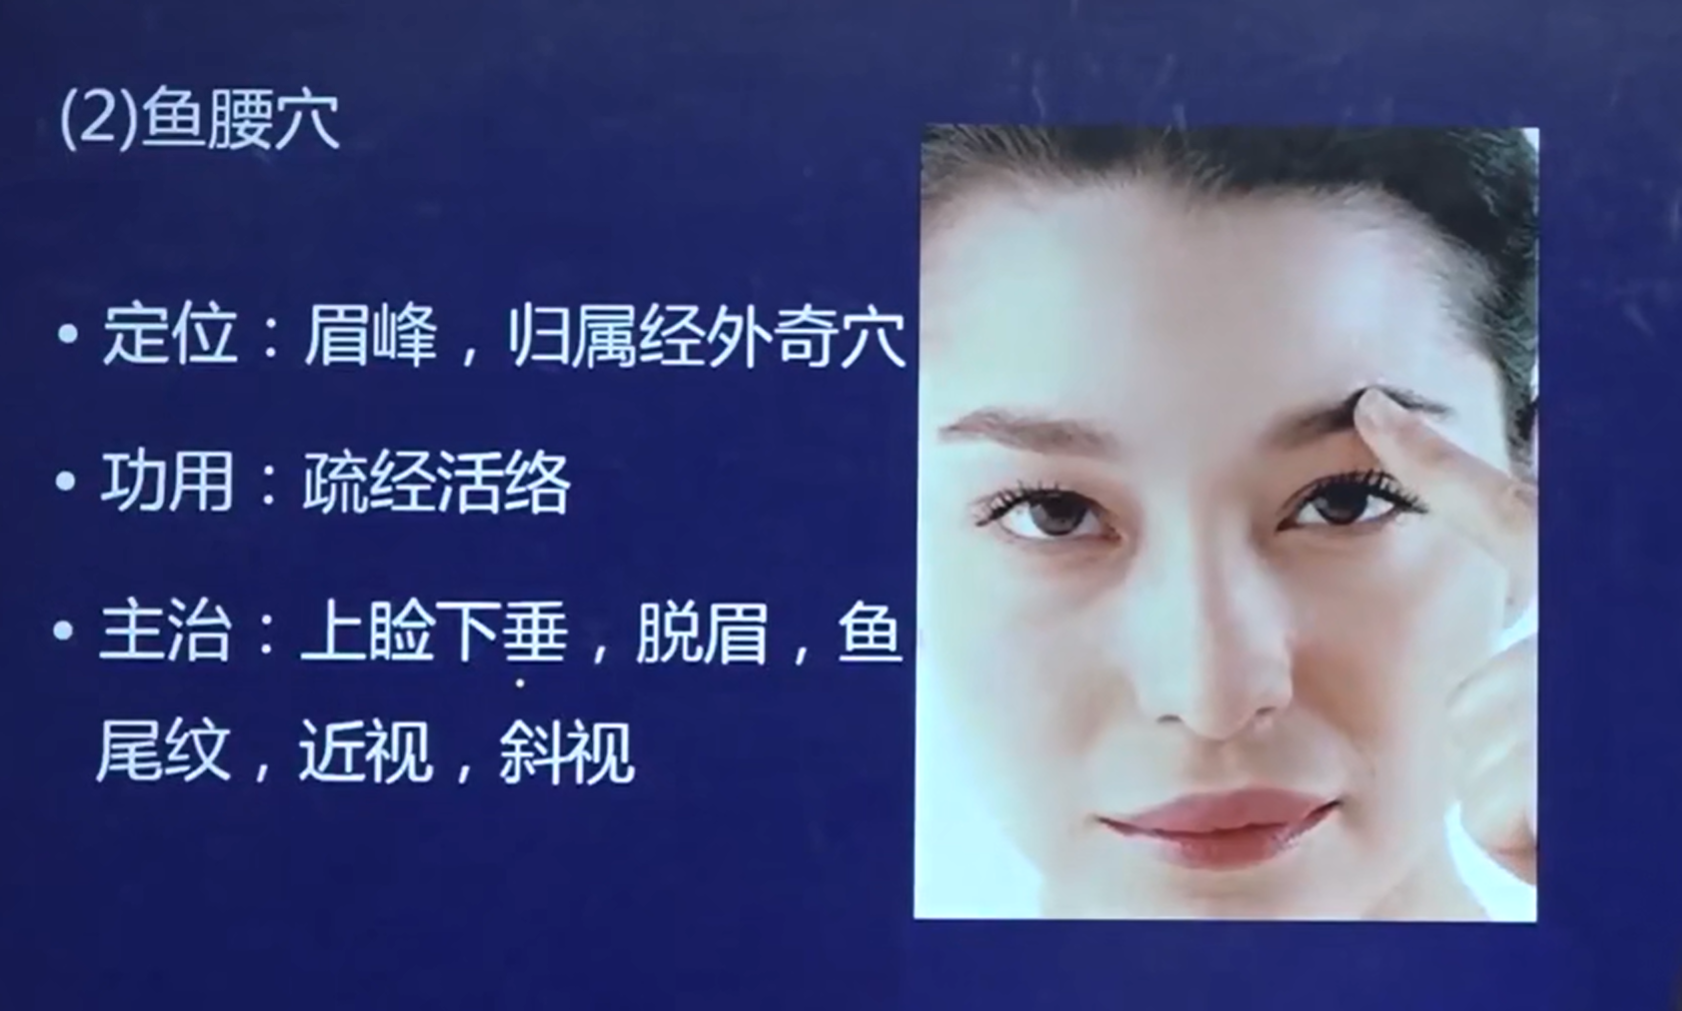 (2)鱼腰穴
• 定位：眉峰，归属经外奇穴
• 功用：疏经活络
• 主治：上睑下垂，脱眉，鱼
尾纹，近视，斜视